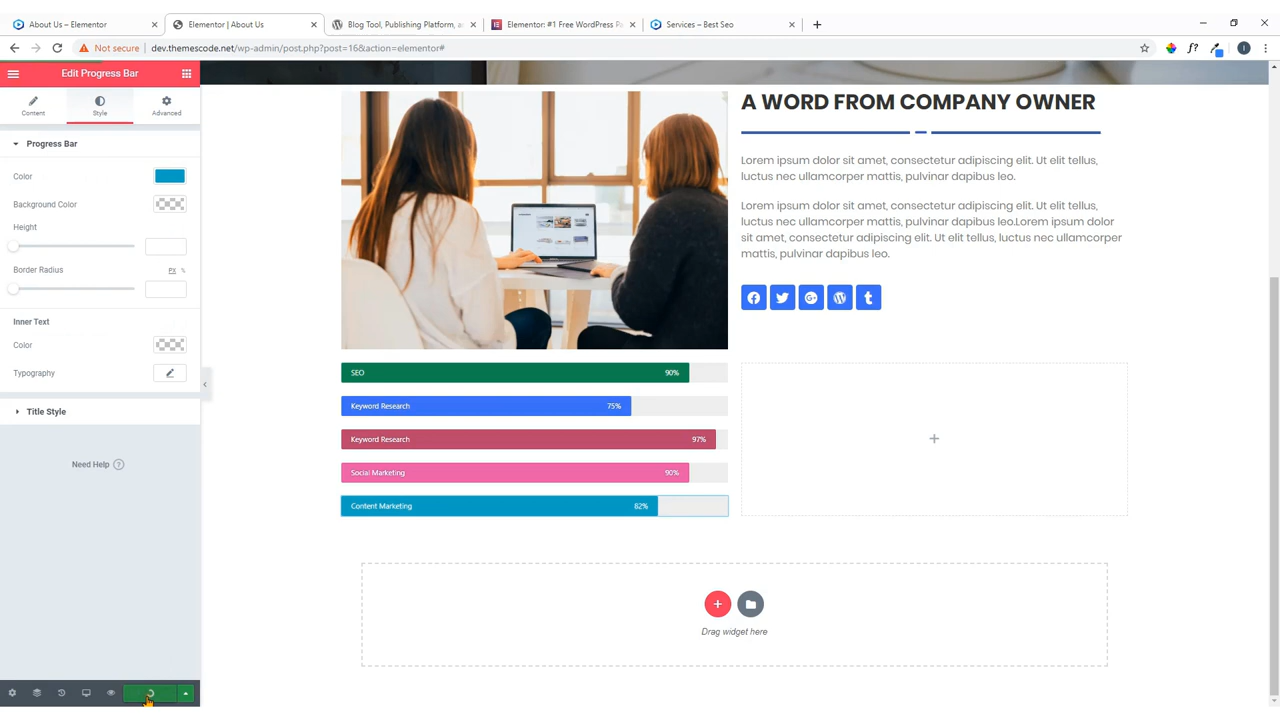 About Us – Elementor
Elementor | About Us
Blog Tool, Publishing Platform, a
Elementor: #1 Free WordPress P
Services – Best Seo
Not secure
dev.themescode.net/wp-admin/post.php?post=16&action=elementor#
f?
I
Edit Progress Bar
Content
Style
Advanced
Progress Bar
Color
Background Color
Height
Border Radius
PX %
Inner Text
Color
Typography
Title Style
Need Help ?
A WORD FROM COMPANY OWNER
Lorem ipsum dolor sit amet, consectetur adipiscing elit. Ut elit tellus,
luctus nec ullamcorper mattis, pulvinar dapibus leo.
Lorem ipsum dolor sit amet, consectetur adipiscing elit. Ut elit tellus,
luctus nec ullamcorper mattis, pulvinar dapibus leo.Lorem ipsum dolor
sit amet, consectetur adipiscing elit. Ut elit tellus, luctus nec ullamcorper
mattis, pulvinar dapibus leo.
SEO 90%
Keyword Research 75%
Keyword Research 97%
Social Marketing 90%
Content Marketing 82%
Drag widget here